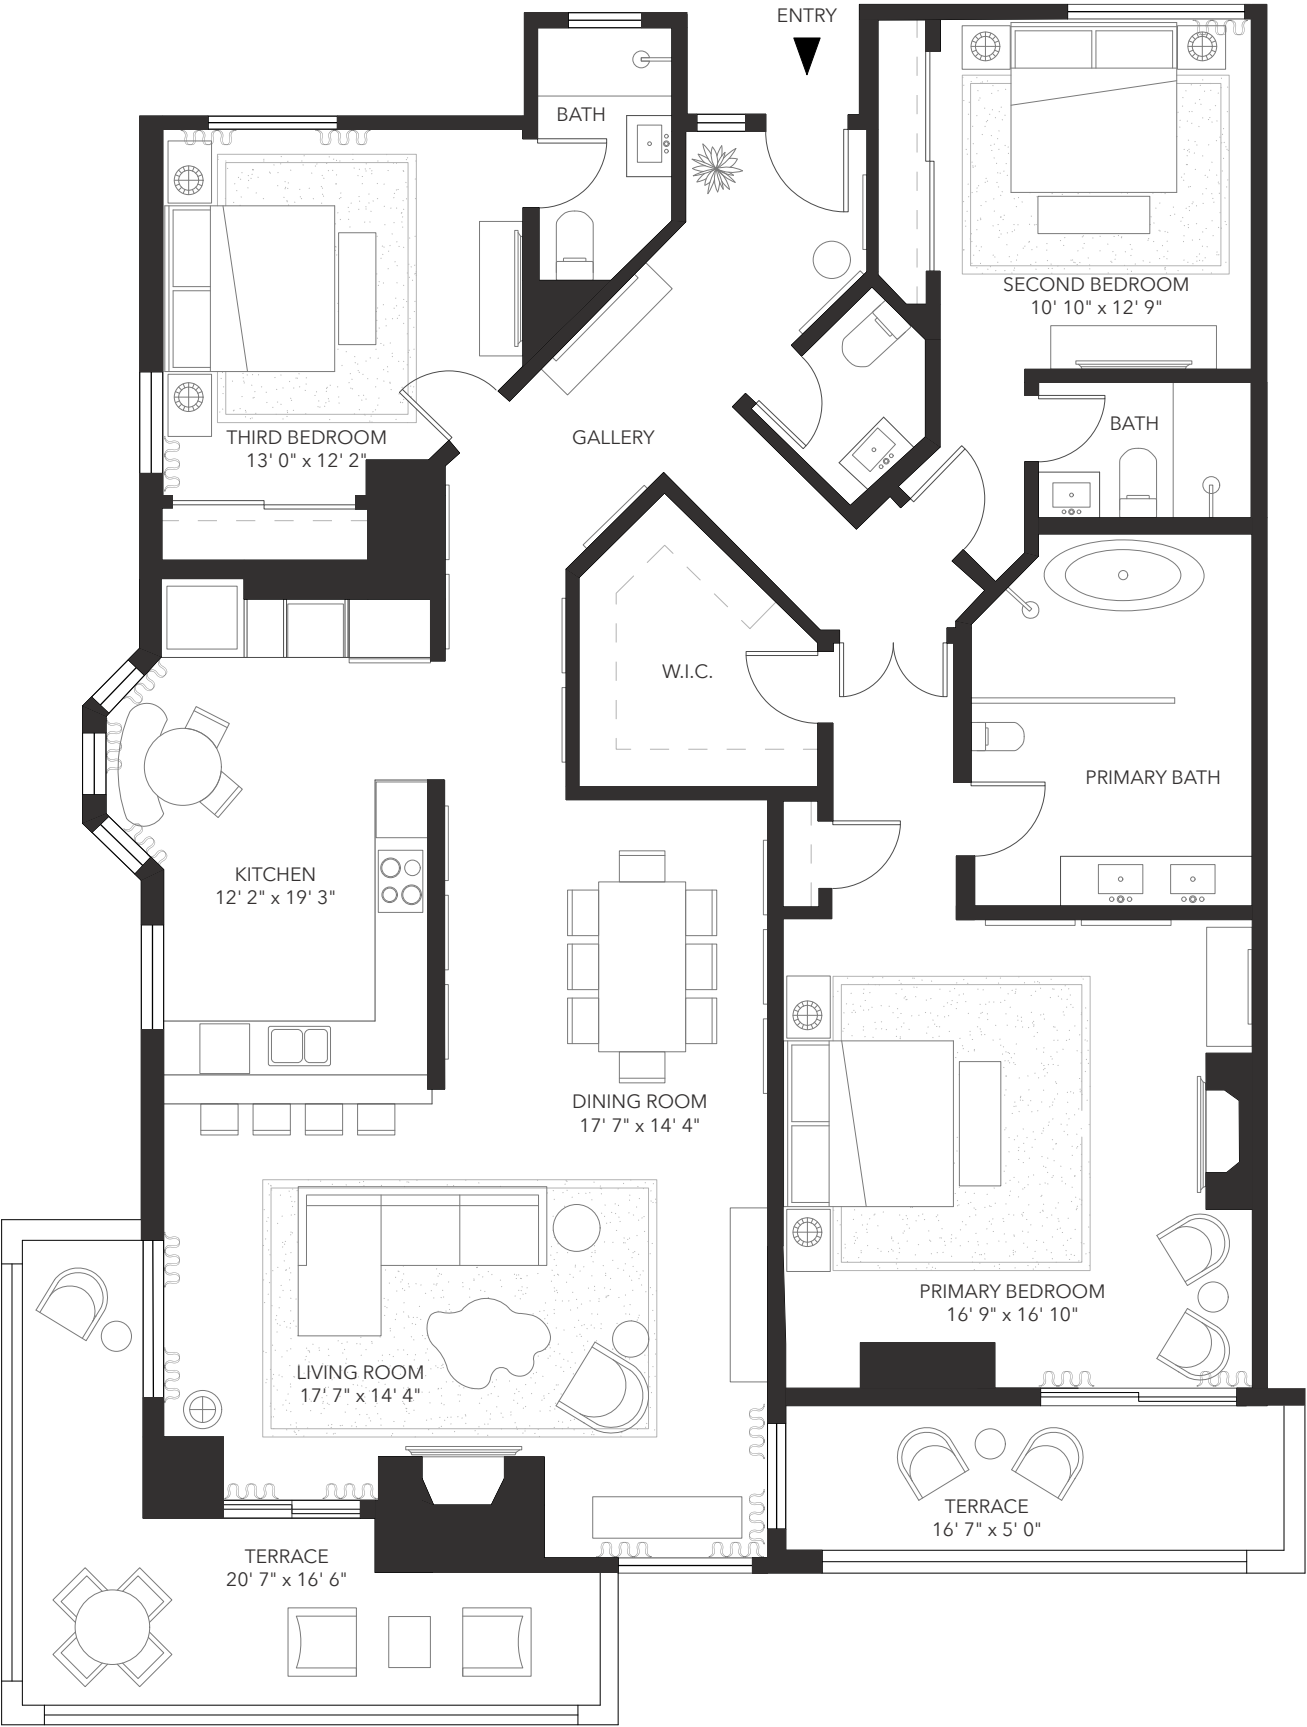 ENTRY
BATH
SECOND BEDROOM
10' 10" x 12' 9"
THIRD BEDROOM
13' 0" x 12' 2"
GALLERY
BATH
W.I.C.
PRIMARY BATH
KITCHEN
12' 2" x 19' 3"
DINING ROOM
17' 7" x 14' 4"
PRIMARY BEDROOM
16' 9" x 16' 10"
LIVING ROOM
17' 7" x 14' 4"
TERRACE
16' 7" x 5' 0"
TERRACE
20' 7" x 16' 6"